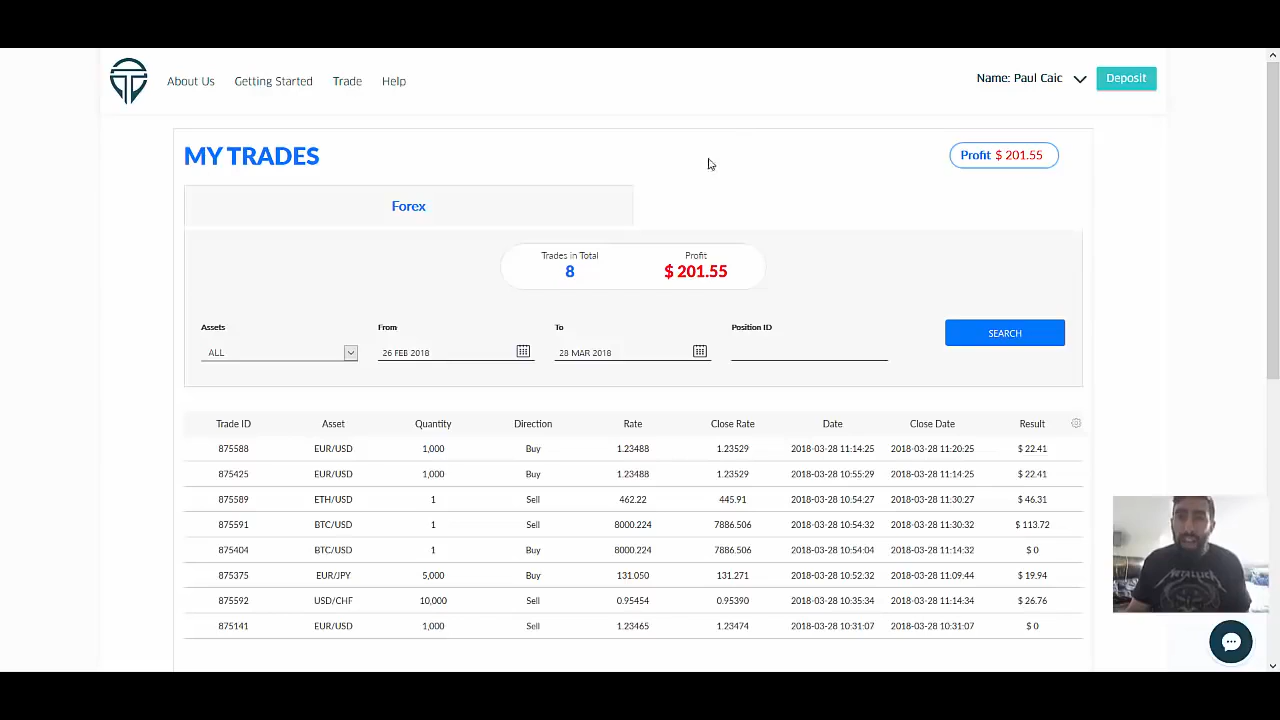 About Us Getting Started Trade Help Name: Paul Caic Deposit
MY TRADES Profit $ 201.55
Forex
Trades in Total Profit
8 $ 201.55
Assets From To Position ID
SEARCH
ALL 26 FEB 2018 28 MAR 2018
Trade ID Asset Quantity Direction Rate Close Rate Date Close Date Result
875588 EUR/USD 1,000 Buy 1.23488 1.23529 2018-03-28 11:14:25 2018-03-28 11:20:25 $ 22.41
875425 EUR/USD 1,000 Buy 1.23488 1.23529 2018-03-28 10:55:29 2018-03-28 11:14:25 $ 22.41
875589 ETH/USD 1 Sell 462.22 445.91 2018-03-28 10:54:27 2018-03-28 11:30:27 $ 46.31
875591 BTC/USD 1 Sell 8000.224 7886.506 2018-03-28 10:54:32 2018-03-28 11:30:32 $ 113.72
875404 BTC/USD 1 Buy 8000.224 7886.506 2018-03-28 10:54:04 2018-03-28 11:14:32 $ 0
875375 EUR/JPY 5,000 Buy 131.050 131.271 2018-03-28 10:52:32 2018-03-28 11:09:44 $ 19.94
875592 USD/CHF 10,000 Sell 0.95454 0.95390 2018-03-28 10:35:34 2018-03-28 11:14:34 $ 26.76
875141 EUR/USD 1,000 Sell 1.23465 1.23474 2018-03-28 10:31:07 2018-03-28 10:31:07 $ 0
METALLICA